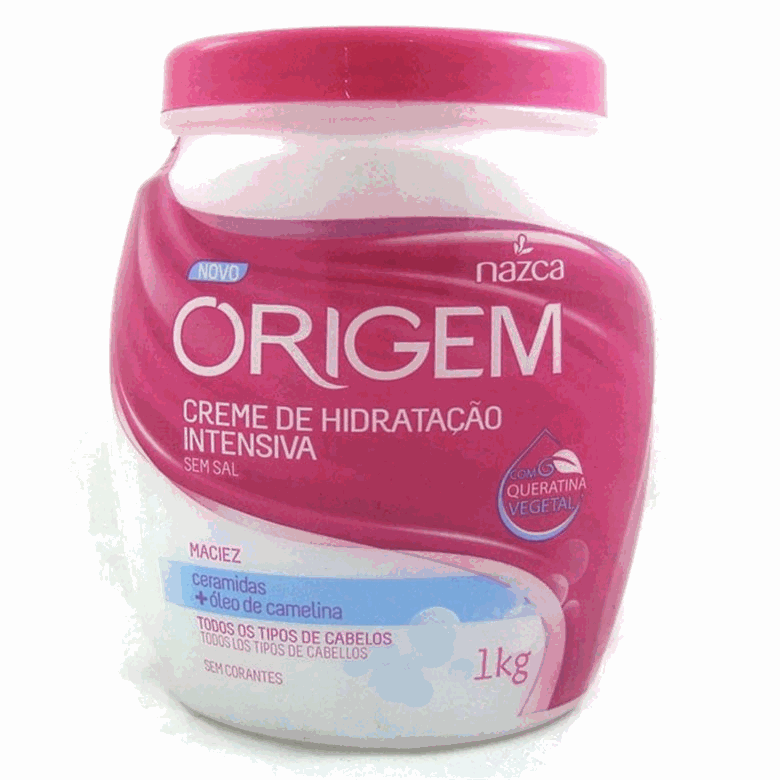 NOVO
nazca
ORIGEM
CREME DE HIDRATAÇÃO
INTENSIVA
SEM SAL
COM
QUERATINA
VEGETAL
MACIEZ
ceramidas
+óleo de camelina
TODOS OS TIPOS DE CABELOS
TODOS LOS TIPOS DE CABELLOS
SEM CORANTES
1kg